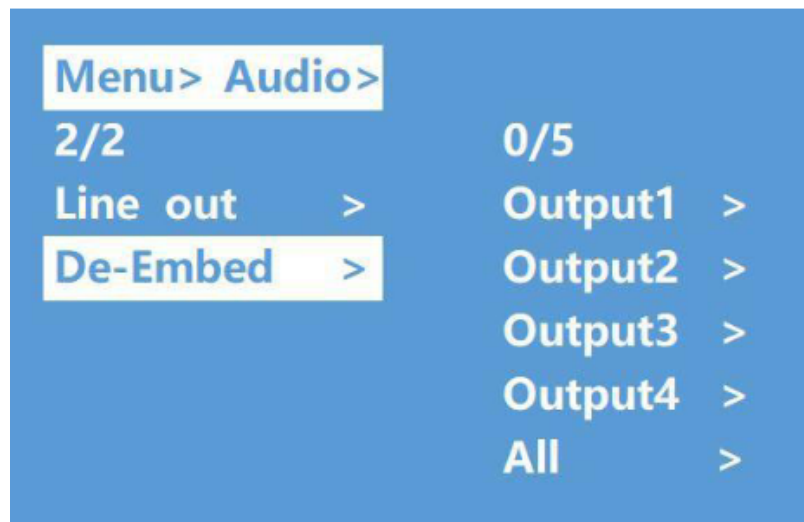 Menu> Audio>
2/2
Line out >
De-Embed >
0/5
Output1 >
Output2 >
Output3 >
Output4 >
All >